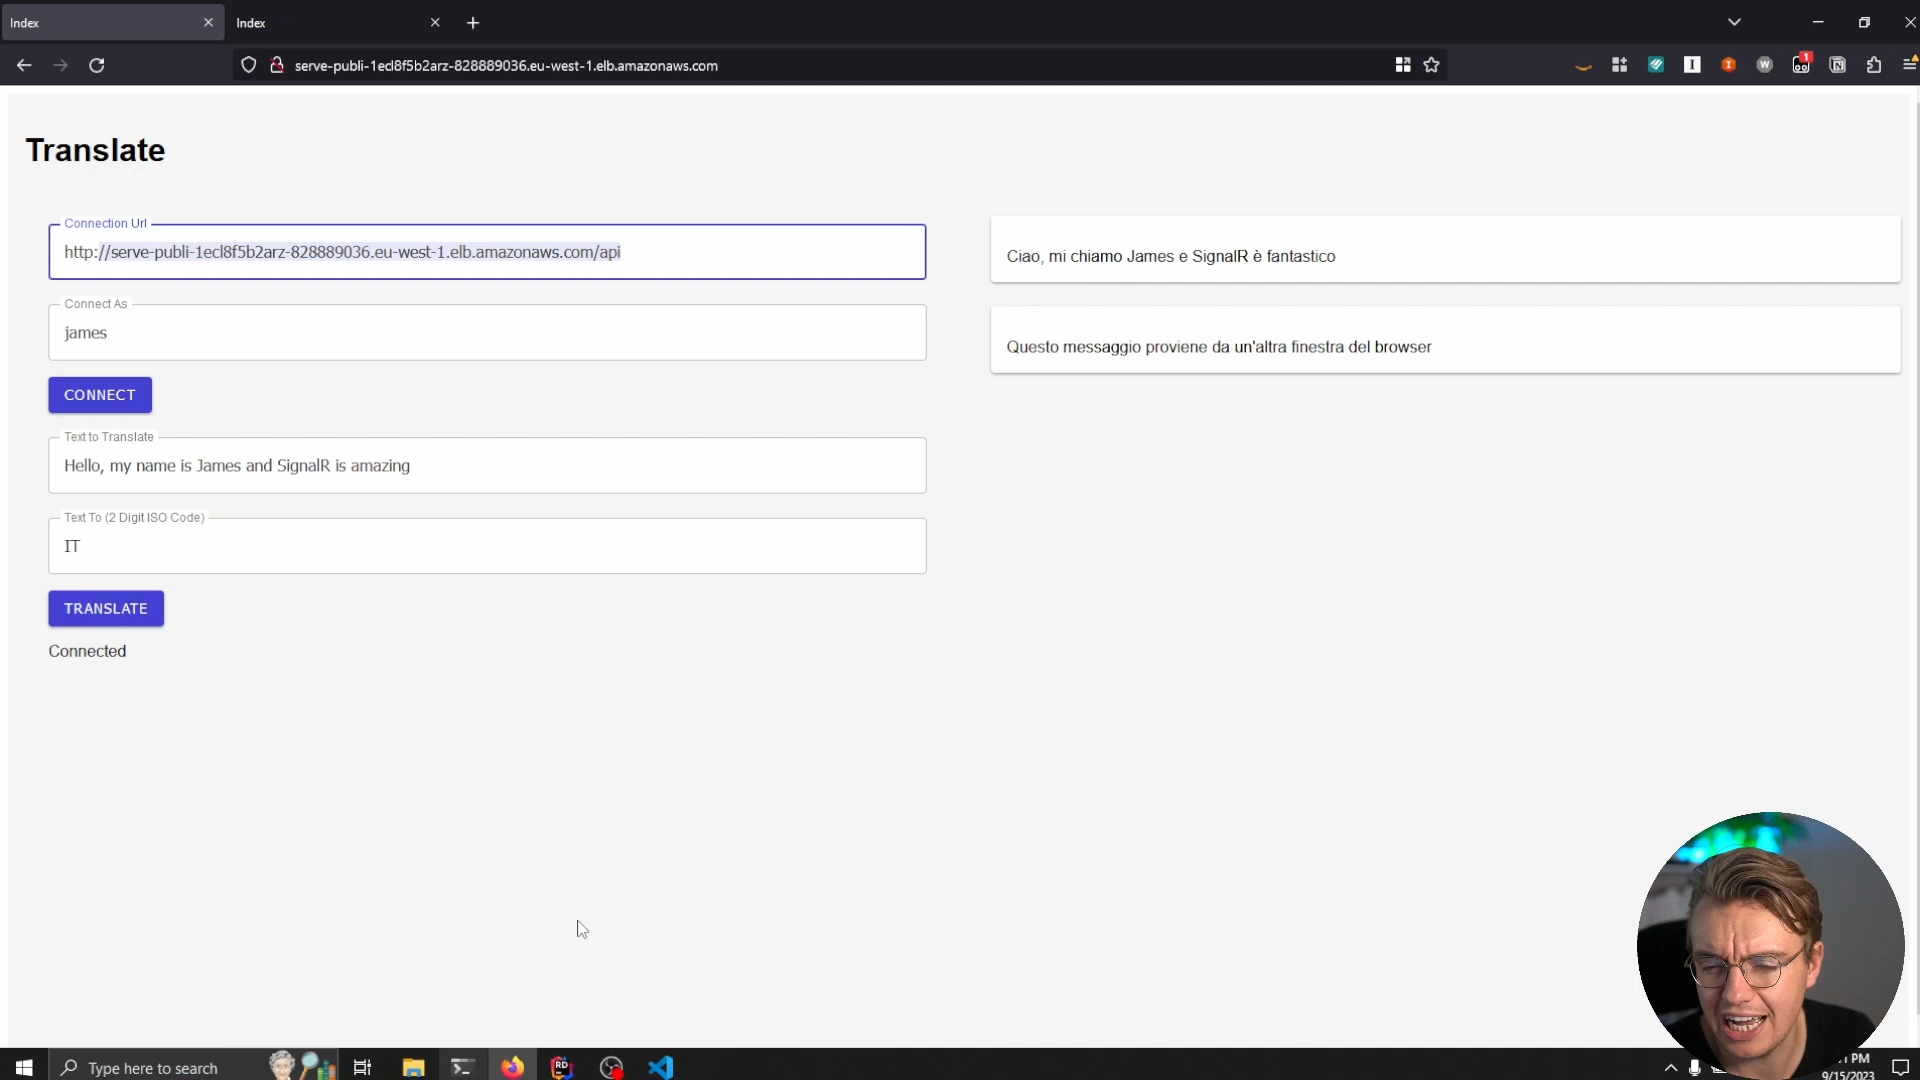 Index
Index
serve-publi-1ecl8f5b2arz-828889036.eu-west-1.elb.amazonaws.com
Translate
Connection Url
http://serve-publi-1ecl8f5b2arz-828889036.eu-west-1.elb.amazonaws.com/api
Connect As
james
CONNECT
Text to Translate
Hello, my name is James and SignalR is amazing
Text To (2 Digit ISO Code)
IT
TRANSLATE
Connected
Ciao, mi chiamo James e SignalR è fantastico
Questo messaggio proviene da un'altra finestra del browser
Type here to search
PM
9/15/2023